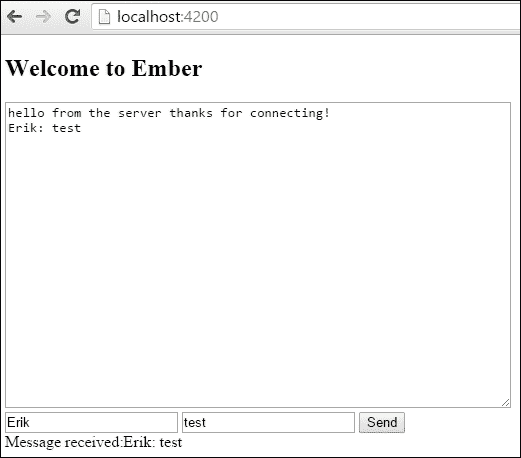 localhost:4200
Welcome to Ember
hello from the server thanks for connecting!
Erik: test
Erik test Send
Message received:Erik: test